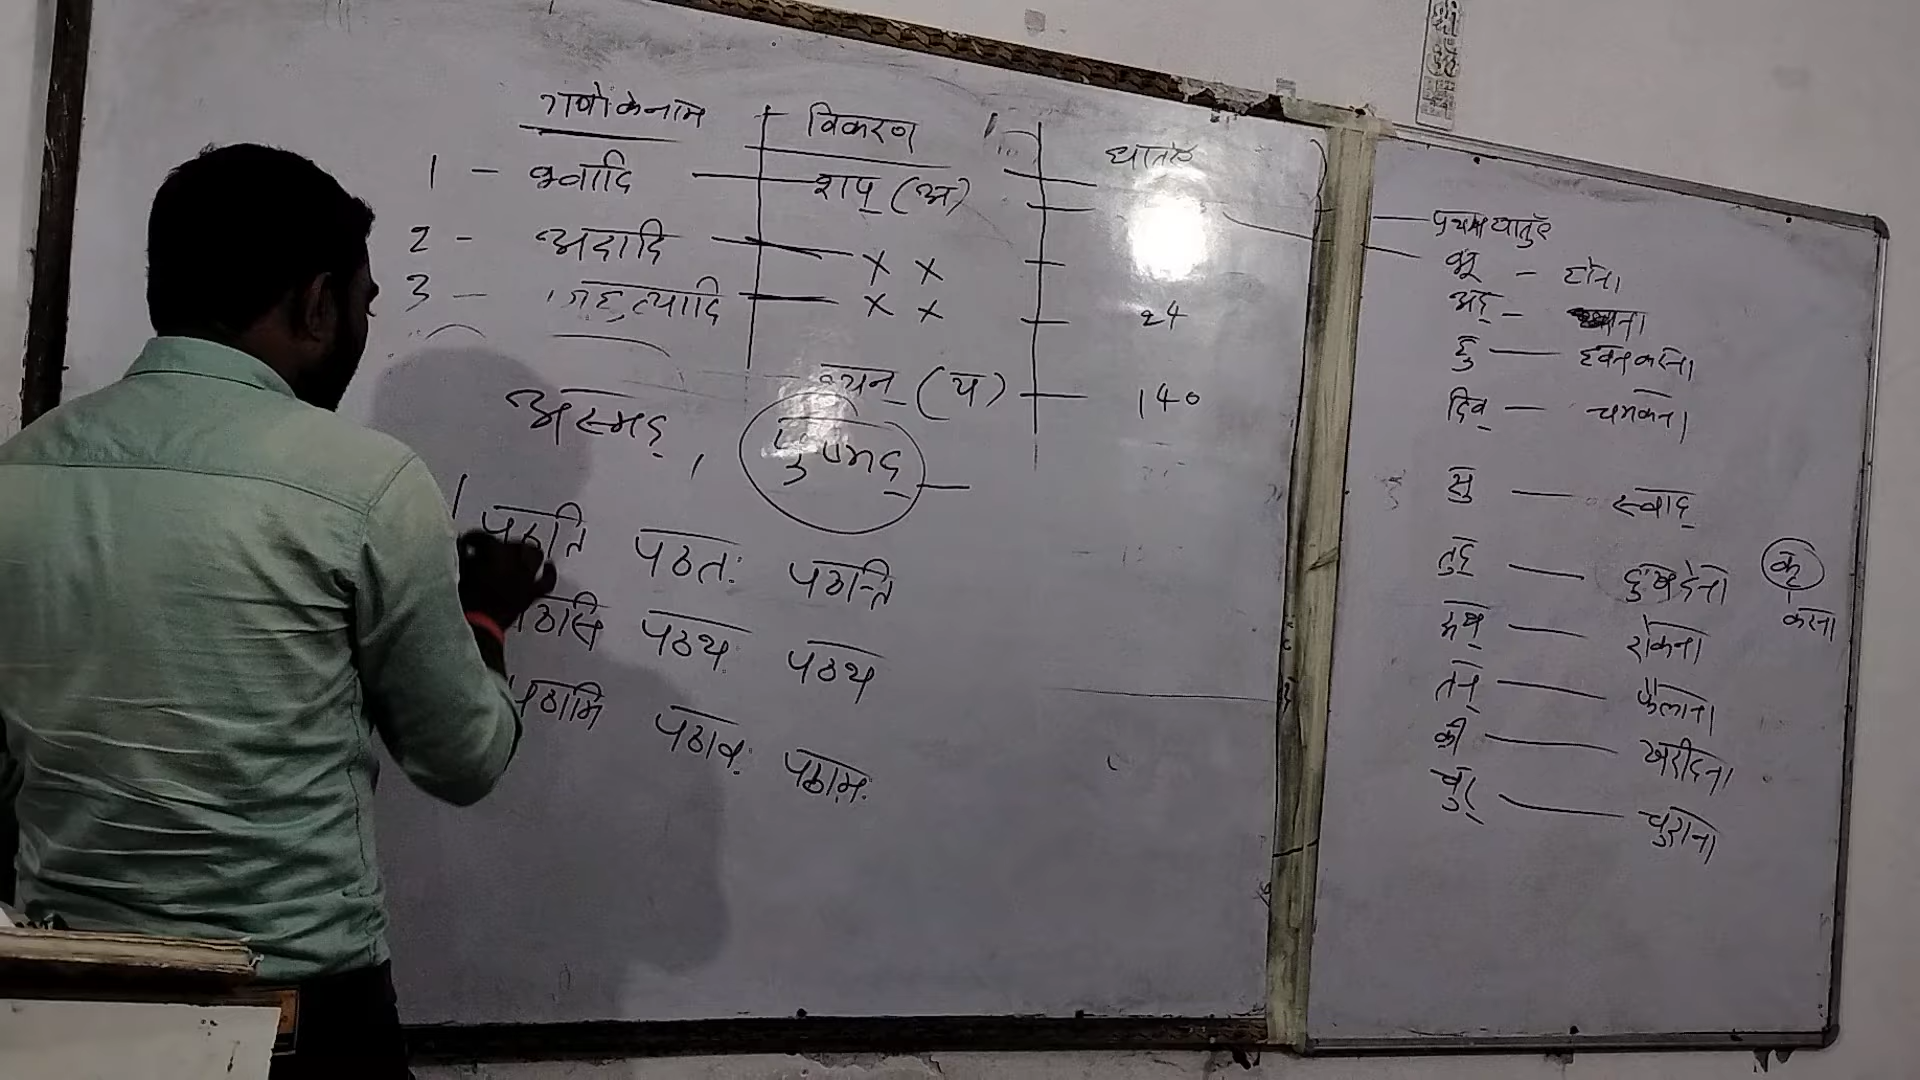 गणों के नाम विकरण धातुएँ
1 - भ्वादि शप् (अ)
2 - अदादि × ×
3 - जुहुत्यादि × × 24
श्यन् (य) 140
अस्मद्, युष्मद्
पठति पठतः पठन्ति
पठसि पठथः पठथ
पठामि पठावः पठामः
प्रथम धातुएँ
भू - होना
अद् - खाना
हु - हवन करना
दिव् - चमकना
सु - स्वाद्
तुद् - दुःख देना
रुध् - रोकना
तन् - फैलाना
क्री - खरीदना
चुर् - चुराना
कृ
करना